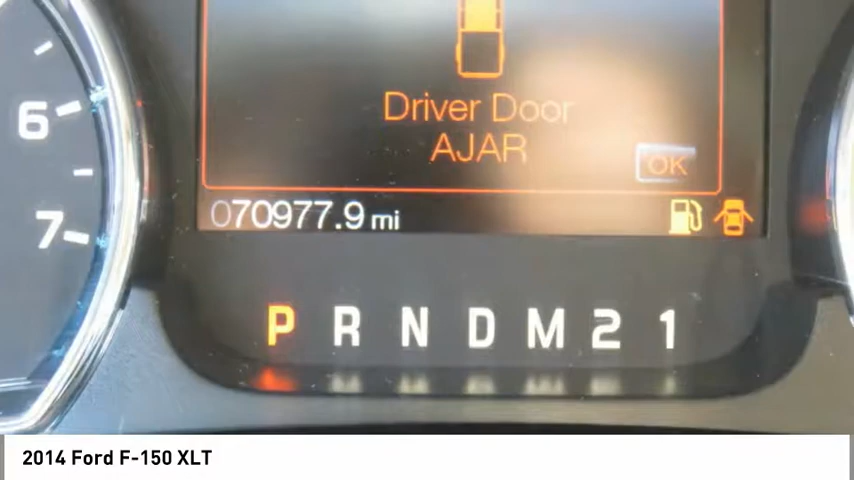 6
7
Driver Door
AJAR
OK
070977.9 mi
P R N D M 2 1
2014 Ford F-150 XLT